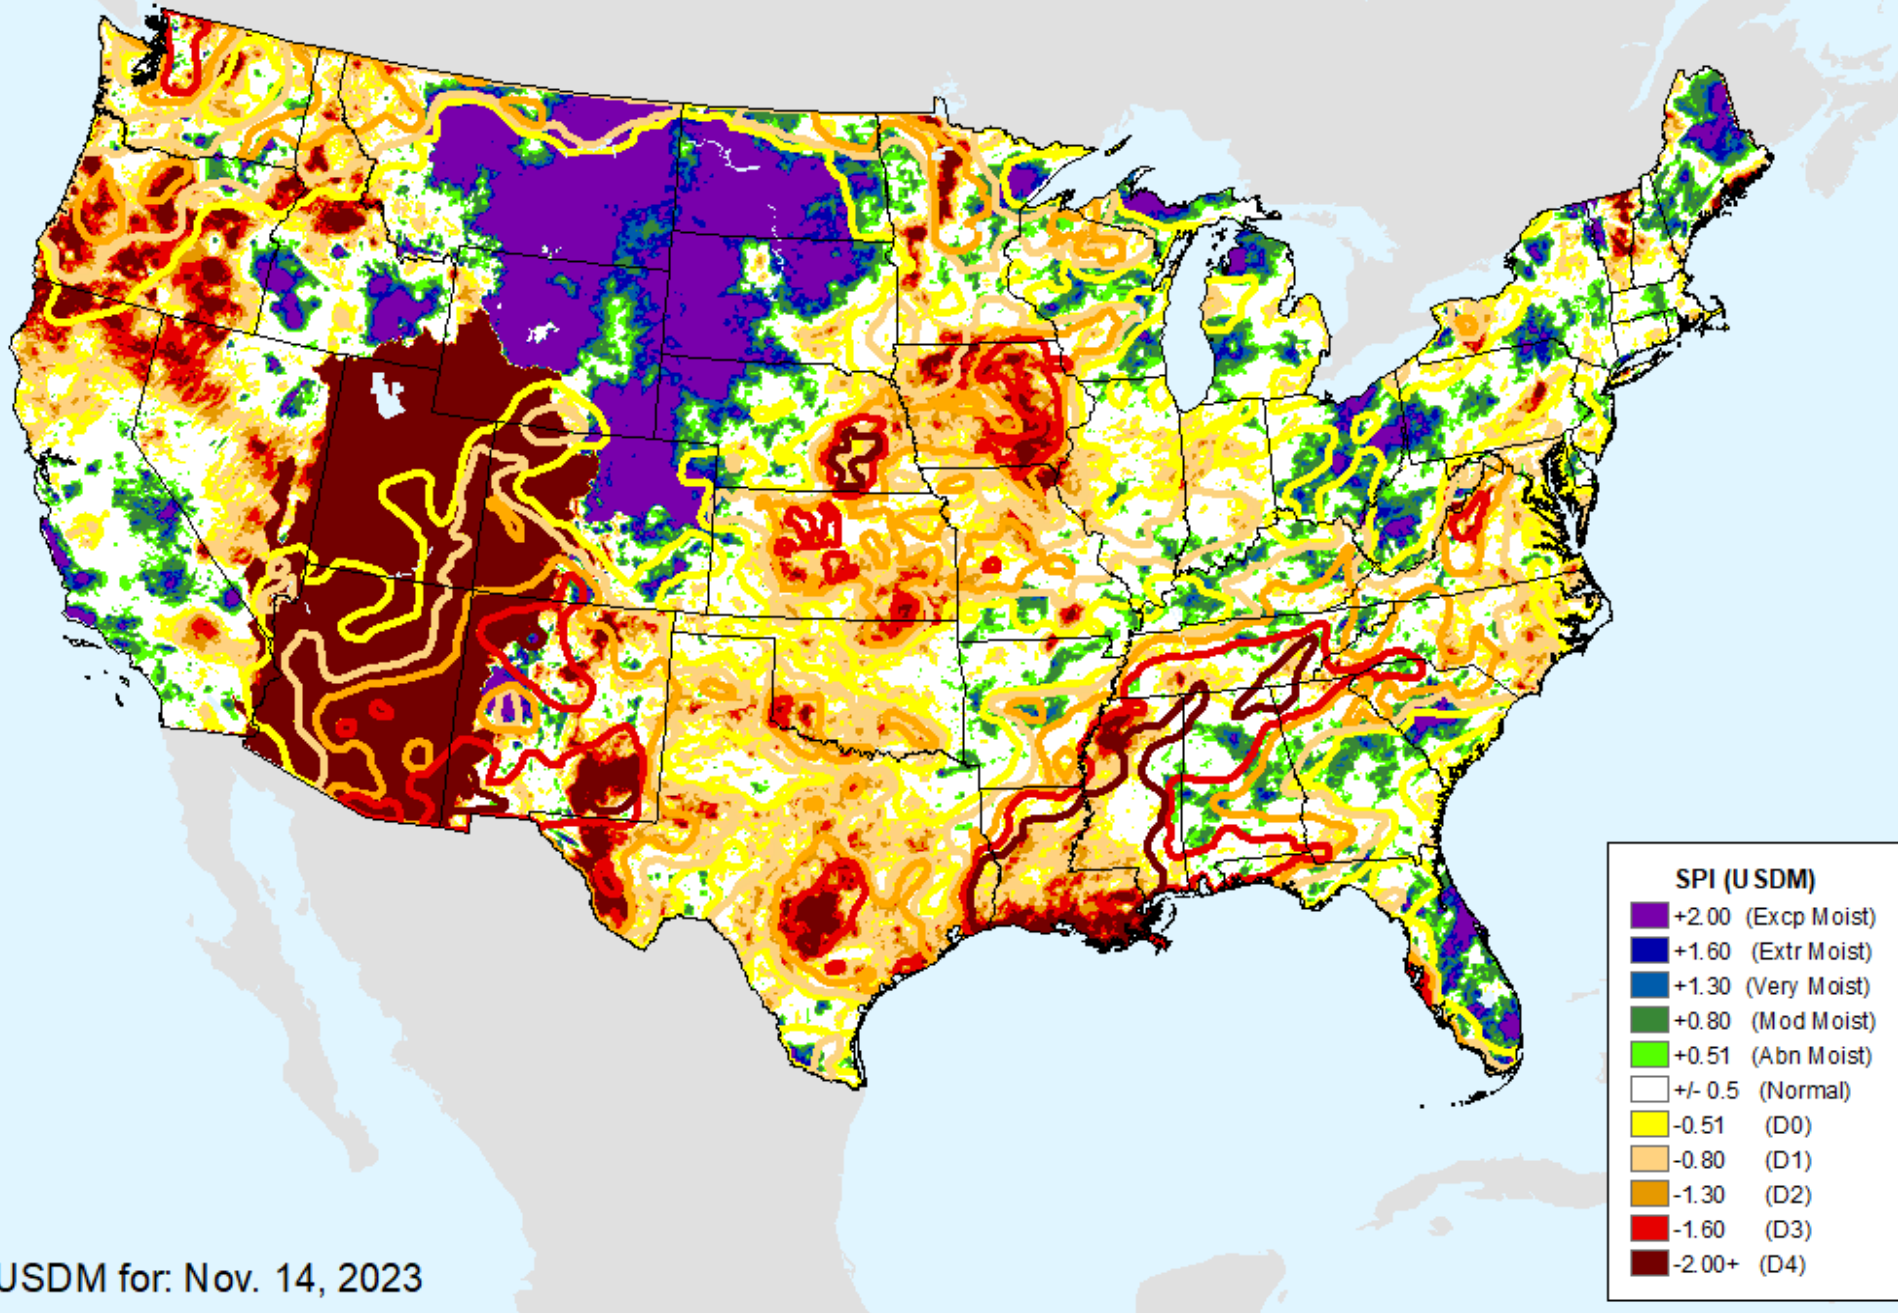 SPI (USDM)
+2.00 (Excp Moist)
+1.60 (Extr Moist)
+1.30 (Very Moist)
+0.80 (Mod Moist)
+0.51 (Abn Moist)
+/- 0.5 (Normal)
-0.51 (D0)
-0.80 (D1)
-1.30 (D2)
-1.60 (D3)
-2.00+ (D4)
USDM for: Nov. 14, 2023